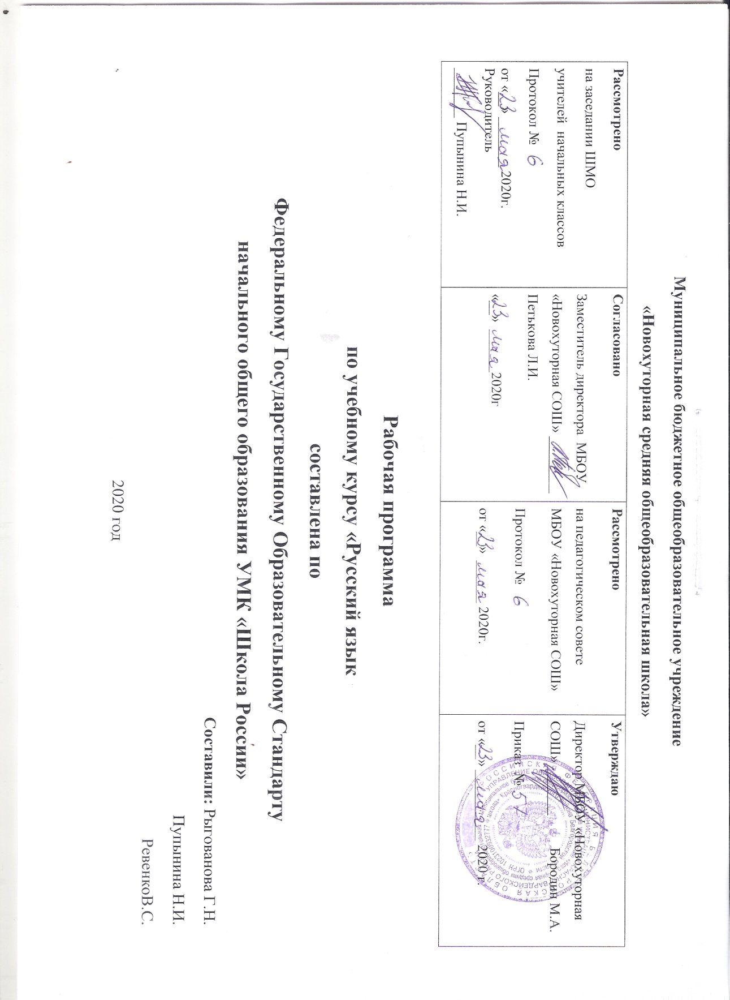 Муниципальное бюджетное общеобразовательное учреждение
«Новохуторная средняя общеобразовательная школа»
Рассмотрено
на заседании ШМО
учителей начальных классов
Протокол № 6
от «23» мая 2020г.
Руководитель
Пупынина Н.И.
Согласовано
Заместитель директора МБОУ
«Новохуторная СОШ»
Петькова Л.И.
«23» мая 2020г
Рассмотрено
на педагогическом совете
МБОУ «Новохуторная СОШ»
Протокол № 6
от «23» мая 2020г.
Утверждаю
Директор МБОУ «Новохуторная
СОШ» Бородин М.А.
Приказ № 57
от «23» мая 2020 г.
Рабочая программа
по учебному курсу «Русский язык
составлена по
Федеральному Государственному Образовательному Стандарту
начального общего образования УМК «Школа России»
Составили: Рыгованова Г.Н.
Пупынина Н.И.
РевенкоВ.С.
2020 год